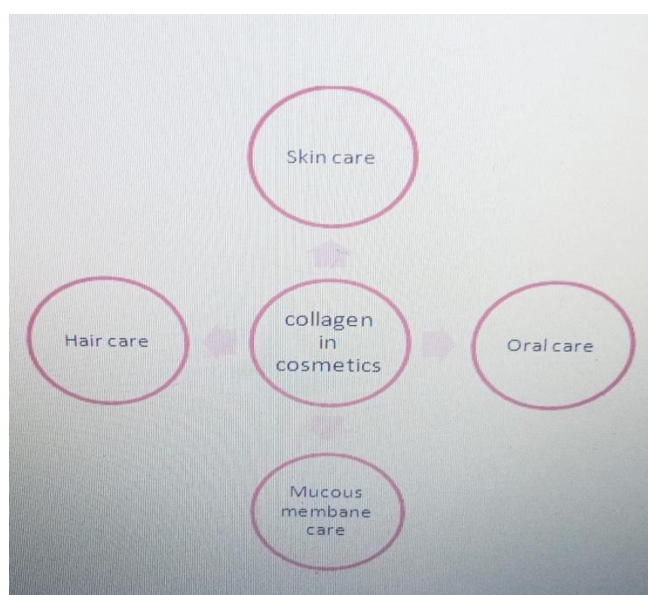 Skin care
Hair care
collagen
in
cosmetics
Oral care
Mucous
membane
care